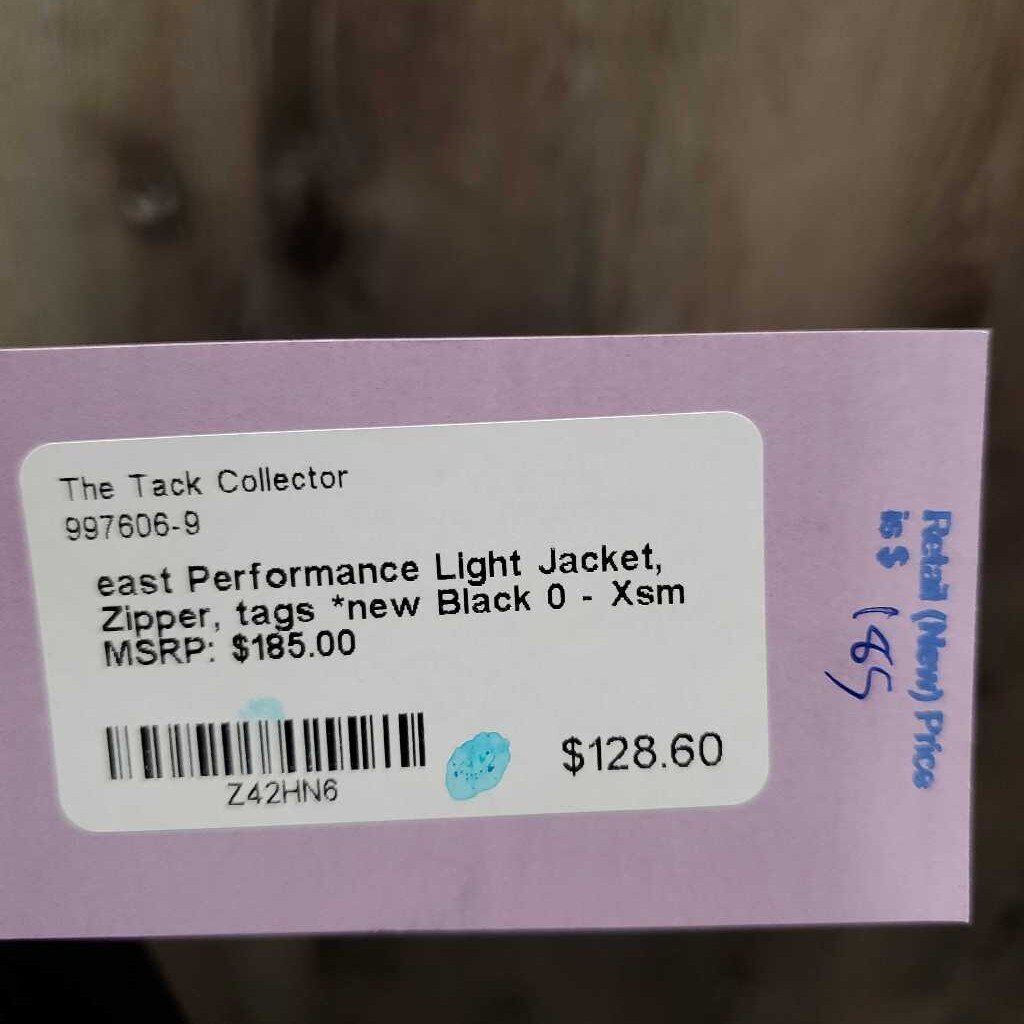 The Tack Collector
997606-9
east Performance Light Jacket,
Zipper, tags *new Black 0 - Xsm
MSRP: $185.00
Z42HN6
$128.60
Retail (New) Price
is $ 185